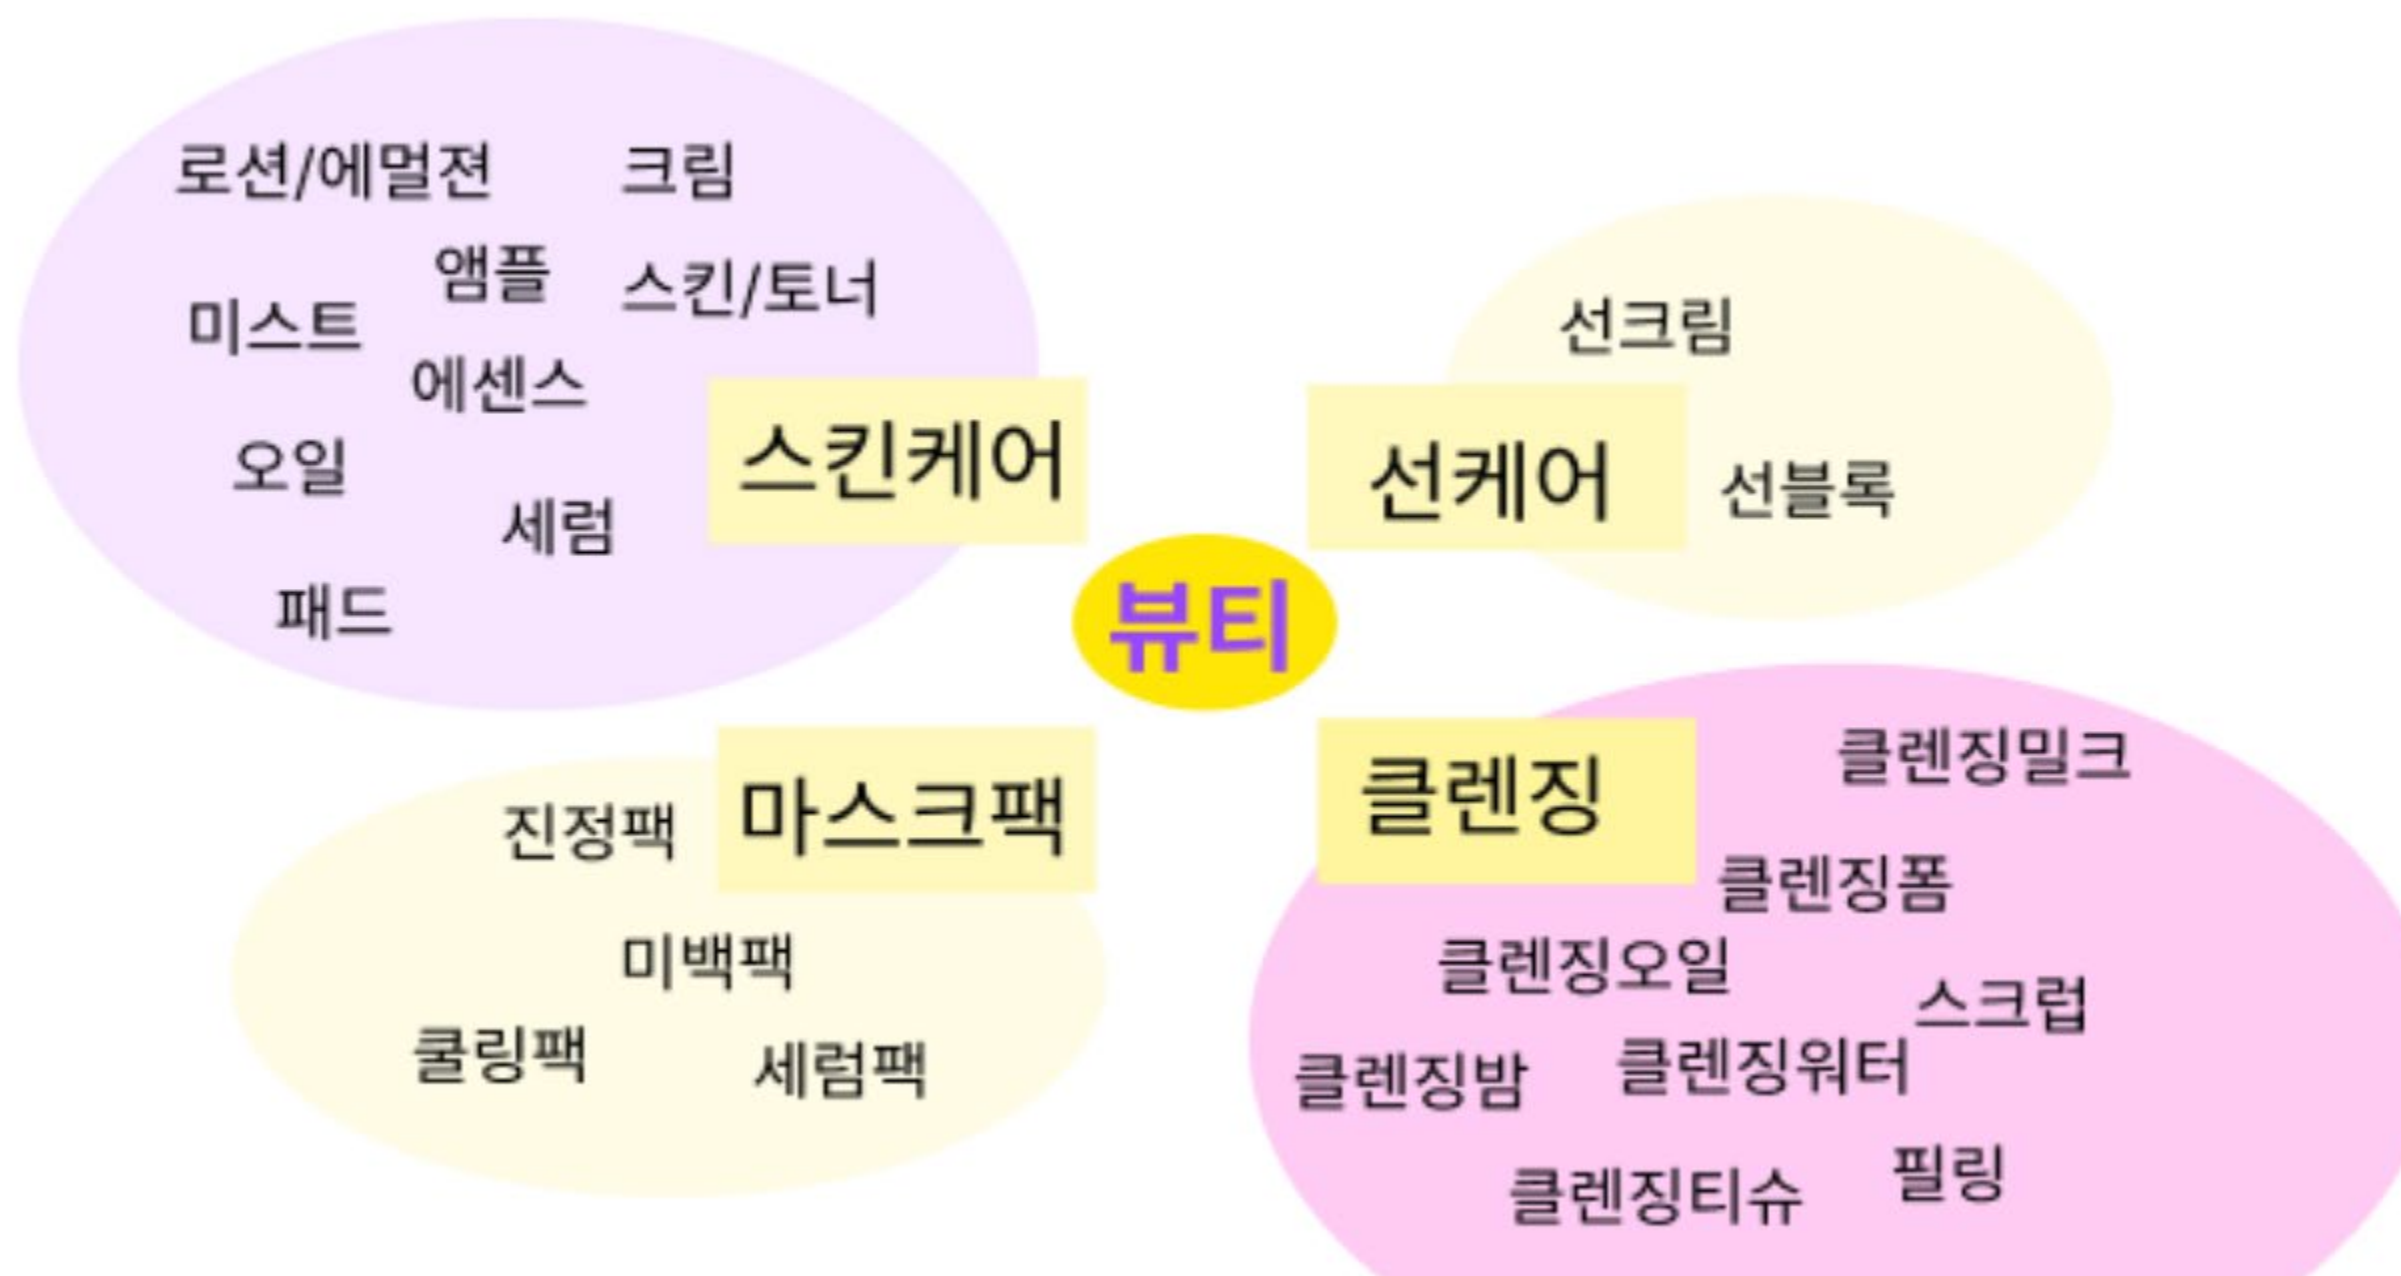 로션/에멀젼
크림
앰플
스킨/토너
미스트
에센스
오일
세럼
패드
스킨케어
선크림
선케어
선블록
뷰티
마스크팩
진정팩
미백팩
쿨링팩
세럼팩
클렌징
클렌징밀크
클렌징폼
클렌징오일
스크럽
클렌징밤
클렌징워터
클렌징티슈
필링